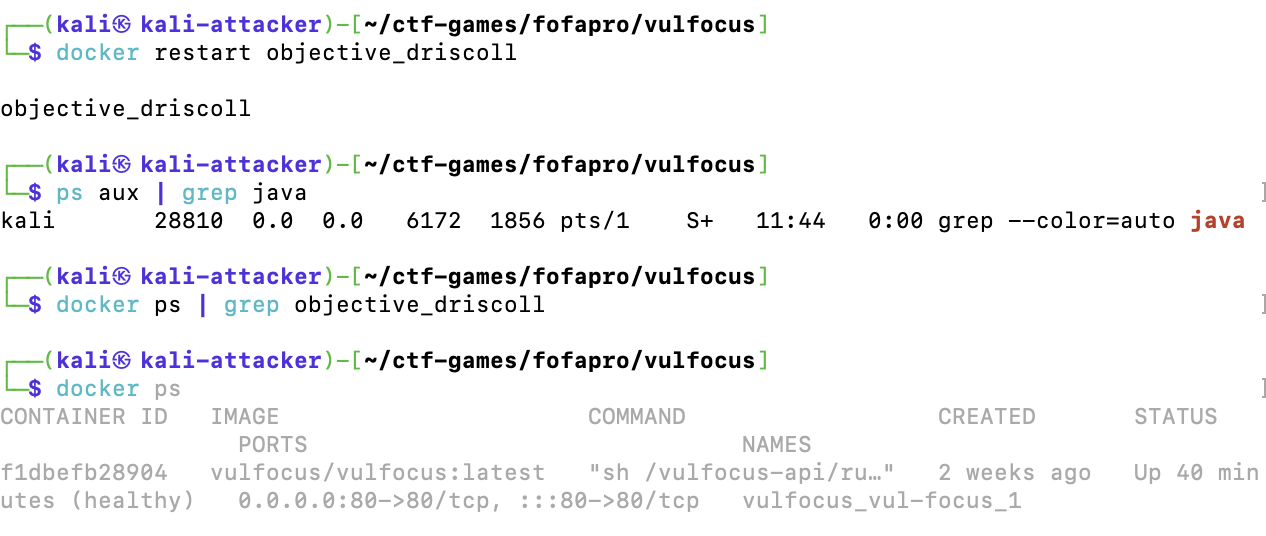 ┌──(kali㉿ kali-attacker)-[~/ctf-games/fofapro/vulfocus]
└─$ docker restart objective_driscoll
objective_driscoll
┌──(kali㉿ kali-attacker)-[~/ctf-games/fofapro/vulfocus]
└─$ ps aux | grep java ]
kali 28810 0.0 0.0 6172 1856 pts/1 S+ 11:44 0:00 grep --color=auto java
┌──(kali㉿ kali-attacker)-[~/ctf-games/fofapro/vulfocus]
└─$ docker ps | grep objective_driscoll ]
┌──(kali㉿ kali-attacker)-[~/ctf-games/fofapro/vulfocus]
└─$ docker ps ]
CONTAINER ID IMAGE COMMAND CREATED STATUS
PORTS NAMES
f1dbefb28904 vulfocus/vulfocus:latest "sh /vulfocus-api/ru…" 2 weeks ago Up 40 min
utes (healthy) 0.0.0.0:80->80/tcp, :::80->80/tcp vulfocus_vul-focus_1